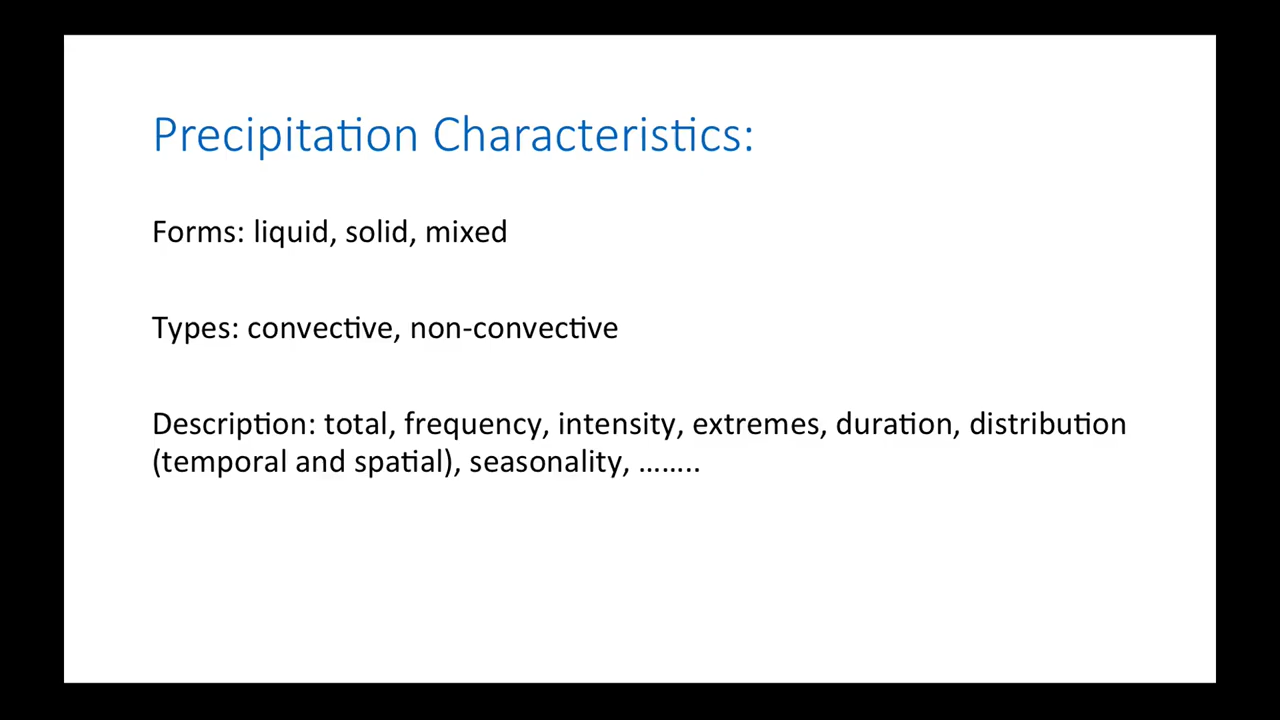 Precipitation Characteristics:
Forms: liquid, solid, mixed
Types: convective, non-convective
Description: total, frequency, intensity, extremes, duration, distribution
(temporal and spatial), seasonality, ........